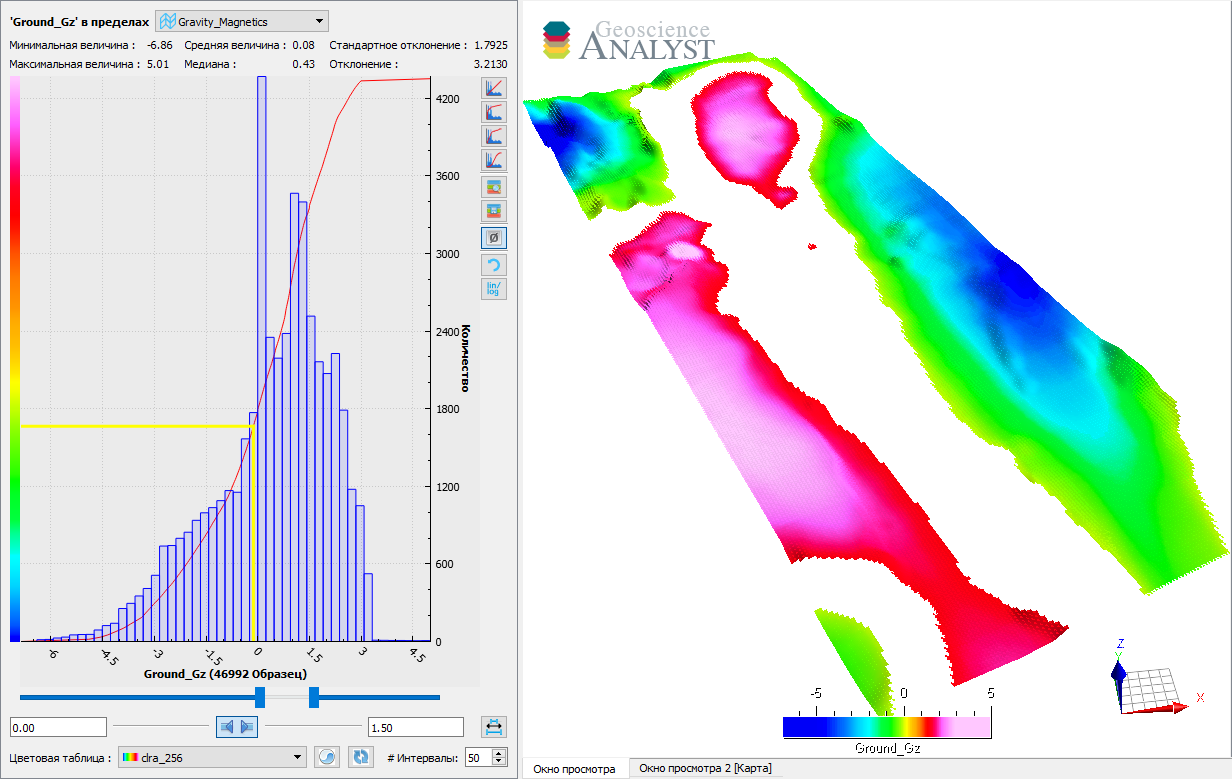 'Ground_Gz' в пределах Gravity_Magnetics
Минимальная величина : -6.86 Средняя величина : 0.08 Стандартное отклонение : 1.7925
Максимальная величина : 5.01 Медиана : 0.43 Отклонение : 3.2130
4200
3600
3000
2400
1800
1200
600
0
Количество
-6 -4.5 -3 -1.5 0 1.5 3 4.5
Ground_Gz (46992 Образец)
lin/
log
0.00 1.50
Цветовая таблица : clra_256 # Интервалы: 50
Geoscience
ANALYST
-5 0 5
Ground_Gz
Z
Y
X
Окно просмотра Окно просмотра 2 [Карта]